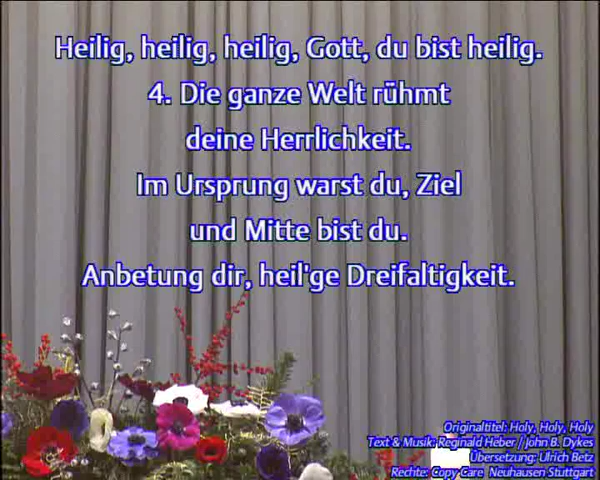 Heilig, heilig, heilig, Gott, du bist heilig.
4. Die ganze Welt rühmt
deine Herrlichkeit.
Im Ursprung warst du, Ziel
und Mitte bist du.
Anbetung dir, heil'ge Dreifaltigkeit.
Originaltitel: Holy, Holy, Holy
Text & Musik: Reginald Heber / John B. Dykes
Übersetzung: Ulrich Betz
Rechte: Copy Care Neuhausen Stuttgart